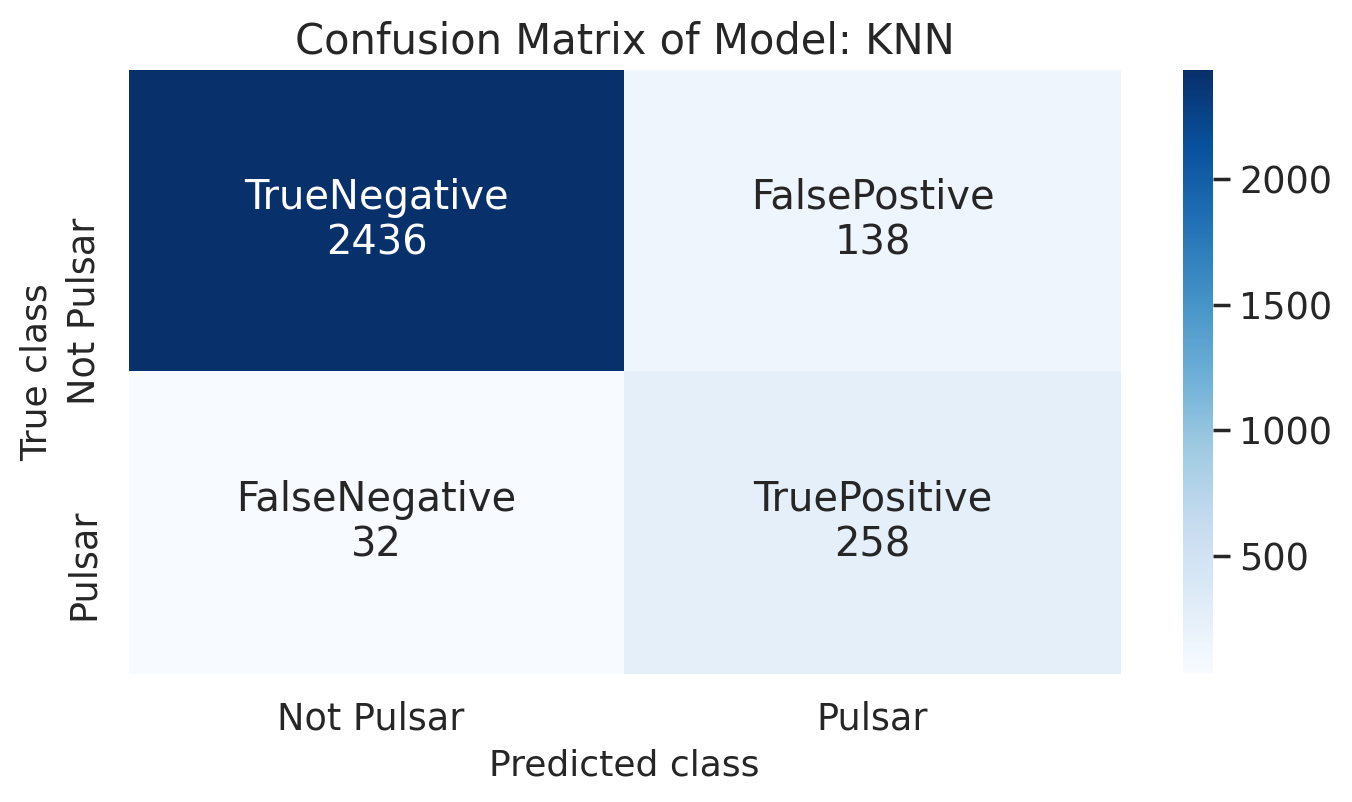 Confusion Matrix of Model: KNN
True class
Not Pulsar
Pulsar
TrueNegative
2436
FalsePostive
138
FalseNegative
32
TruePositive
258
Not Pulsar
Pulsar
Predicted class
2000
1500
1000
500